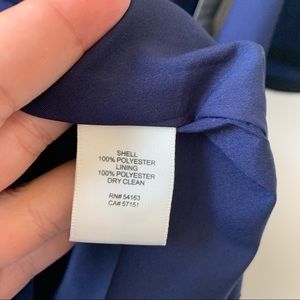 SHELL
100% POLYESTER
LINING
100% POLYESTER
DRY CLEAN
RN# 54163
CA# 57151